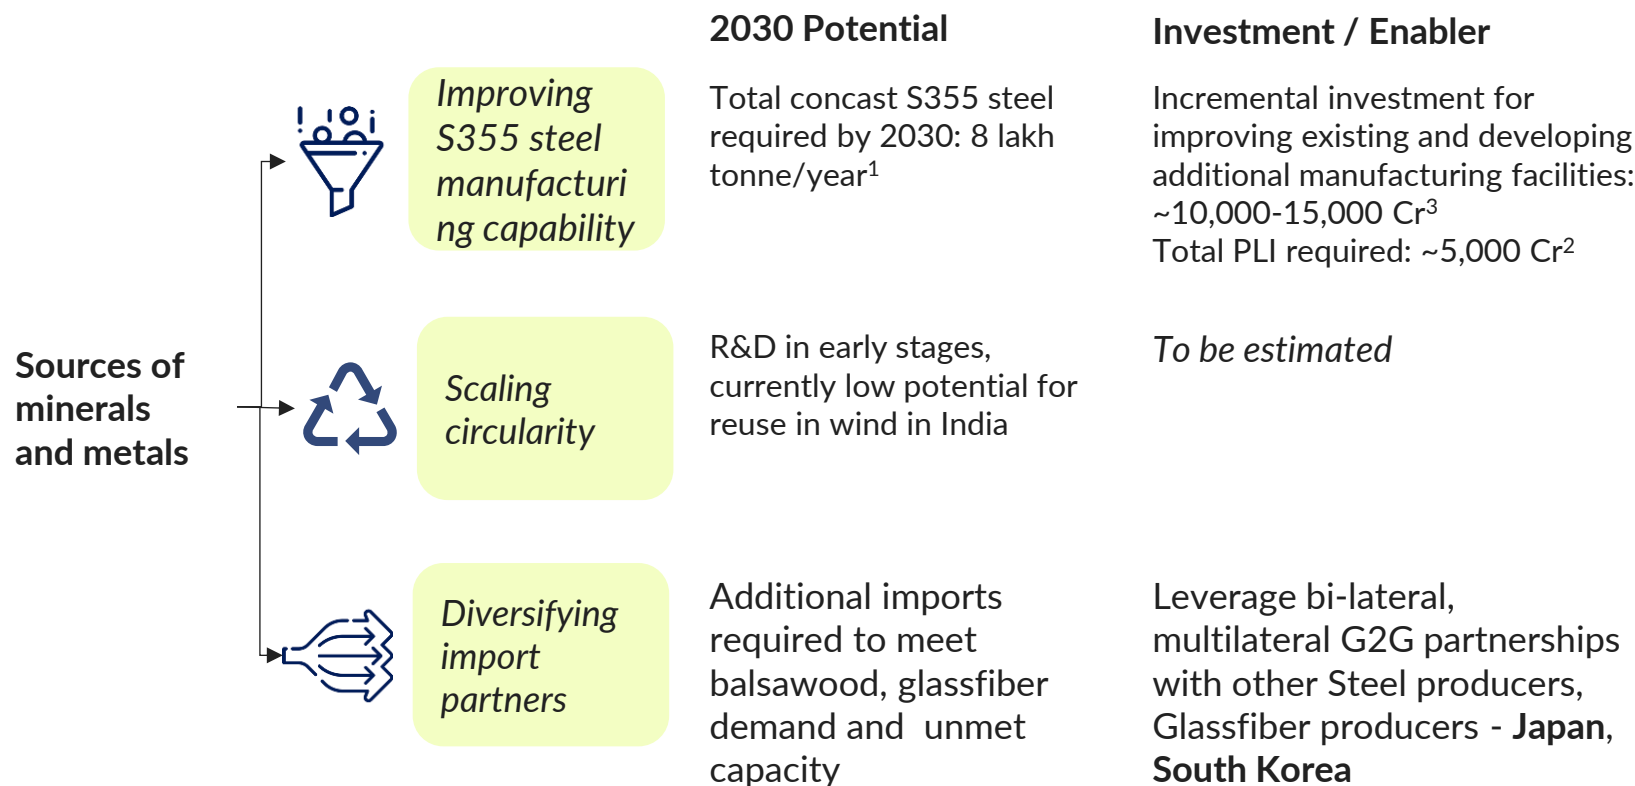 2030 Potential
Investment / Enabler
Sources of
minerals
and metals
Improving
S355 steel
manufacturi
ng capability
Total concast S355 steel
required by 2030: 8 lakh
tonne/year¹
Incremental investment for
improving existing and developing
additional manufacturing facilities:
~10,000-15,000 Cr³
Total PLI required: ~5,000 Cr²
Scaling
circularity
R&D in early stages,
currently low potential for
reuse in wind in India
To be estimated
Diversifying
import
partners
Additional imports
required to meet
balsawood, glassfiber
demand and  unmet
capacity
Leverage bi-lateral,
multilateral G2G partnerships
with other Steel producers,
Glassfiber producers - Japan,
South Korea